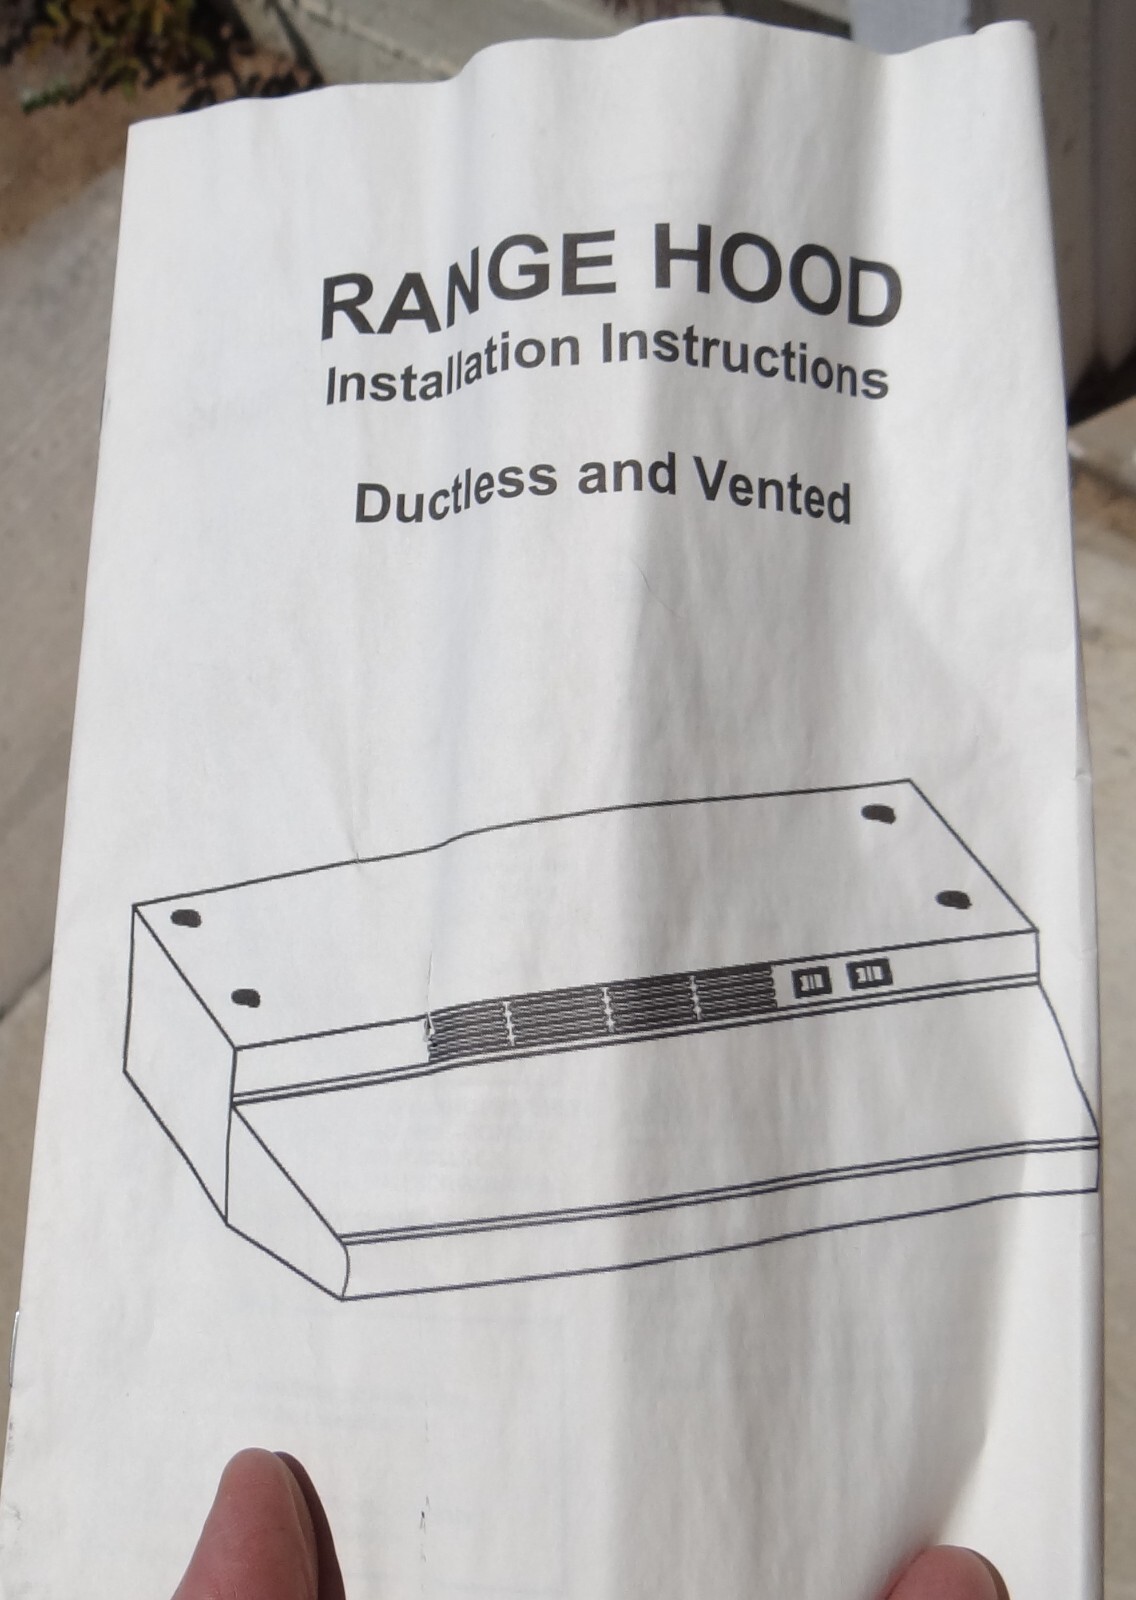 RANGE HOOD
Installation Instructions
Ductless and Vented